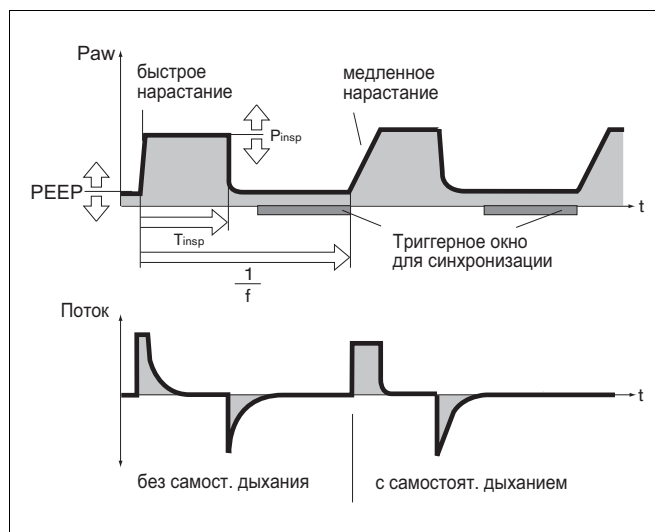 Paw
быстрое
нарастание
медленное
нарастание
Pinsp
PEEP
t
Tinsp
Триггерное окно
для синхронизации
1
f
Поток
t
без самост. дыхания
с самостоят. дыханием